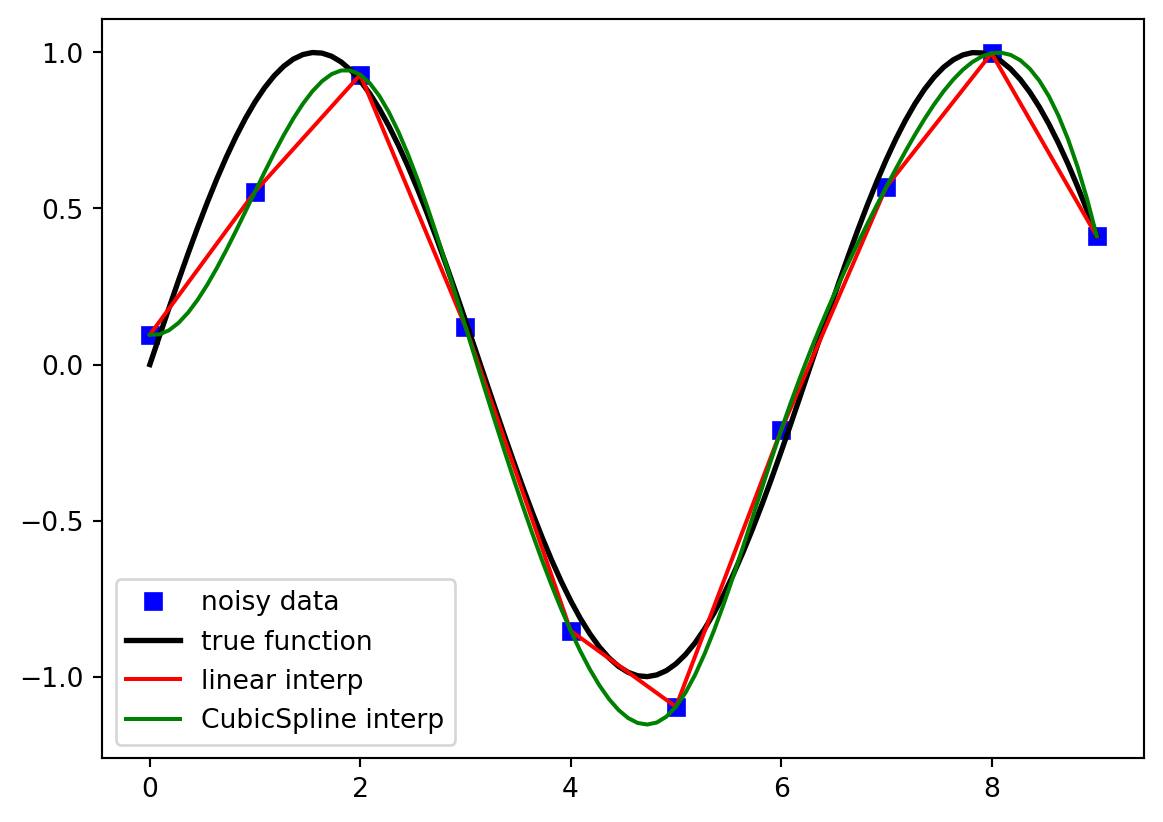 1.0
0.5
0.0
−0.5
−1.0
noisy data
true function
linear interp
CubicSpline interp
0 2 4 6 8